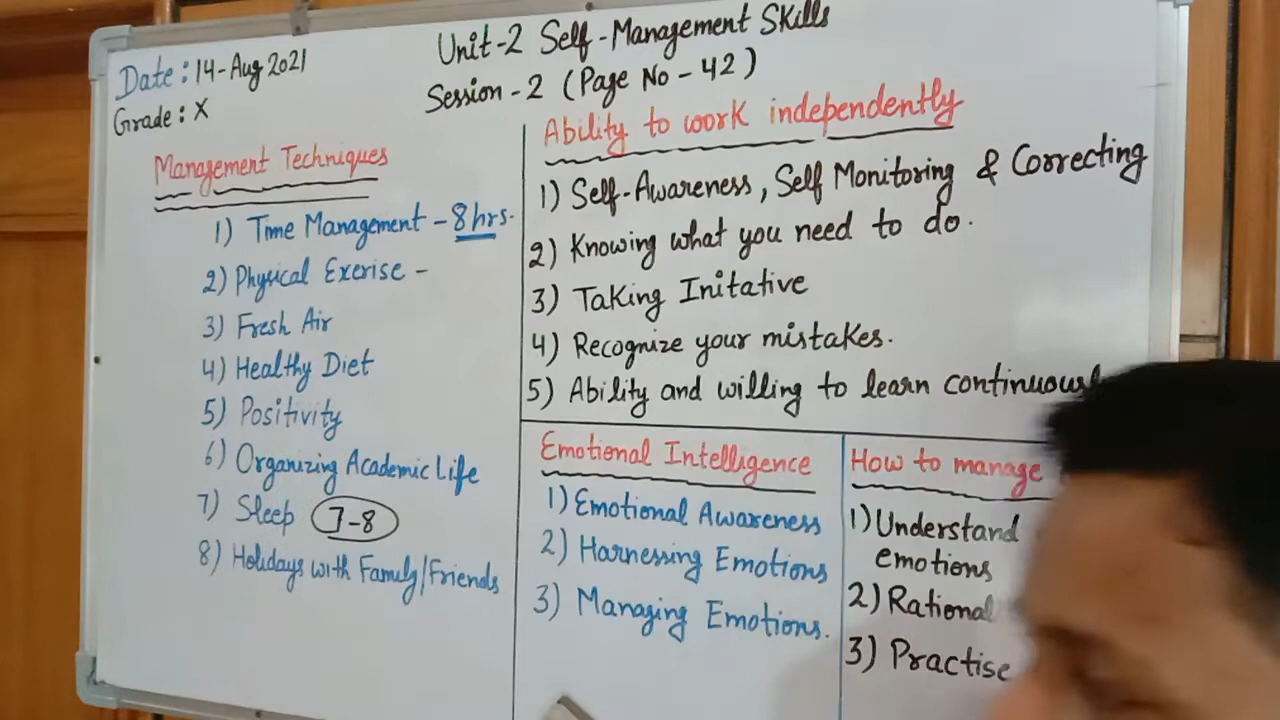 Date: 14-Aug 2021
Grade: X
Unit-2 Self-Management Skills
Session-2 (Page No-42)
Management Techniques
1) Time Management - 8 hrs.
2) Physical Exerise -
3) Fresh Air
4) Healthy Diet
5) Positivity
6) Organizing Academic Life
7) Sleep 7-8
8) Holidays with Family/Friends
Ability to work independently
1) Self-Awareness, Self Monitoring & Correcting
2) Knowing what you need to do.
3) Taking Initative
4) Recognize your mistakes.
5) Ability and willing to learn
Emotional Intelligence
1) Emotional Awareness
2) Harnessing Emotions
3) Managing Emotions.
How to manage
1) Understand
emotions
2) Rational
3) Practise